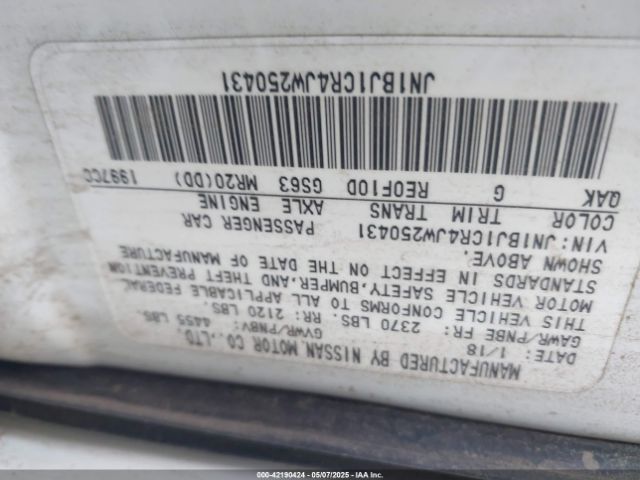 MANUFACTURED BY NISSAN MOTOR CO.,LTD.
DATE: 1/18 GVWR/PNBV: 4455 LBS.
GAWR/PNBE FR: 2370 LBS. RR: 2120 LBS.
THIS VEHICLE CONFORMS TO ALL APPLICABLE FEDERAL
MOTOR VEHICLE SAFETY,BUMPER,AND THEFT PREVENTION
STANDARDS IN EFFECT ON THE DATE OF MANUFACTURE
SHOWN ABOVE.
VIN:JN1BJ1CR4JW250431 PASSENGER CAR
COLOR TRIM TRANS AXLE ENGINE
QAK G RE0F10D GS63 MR20(DD) 1997CC
JN1BJ1CR4JW250431
000-42190424 | 05/07/2025 | IAA Inc.